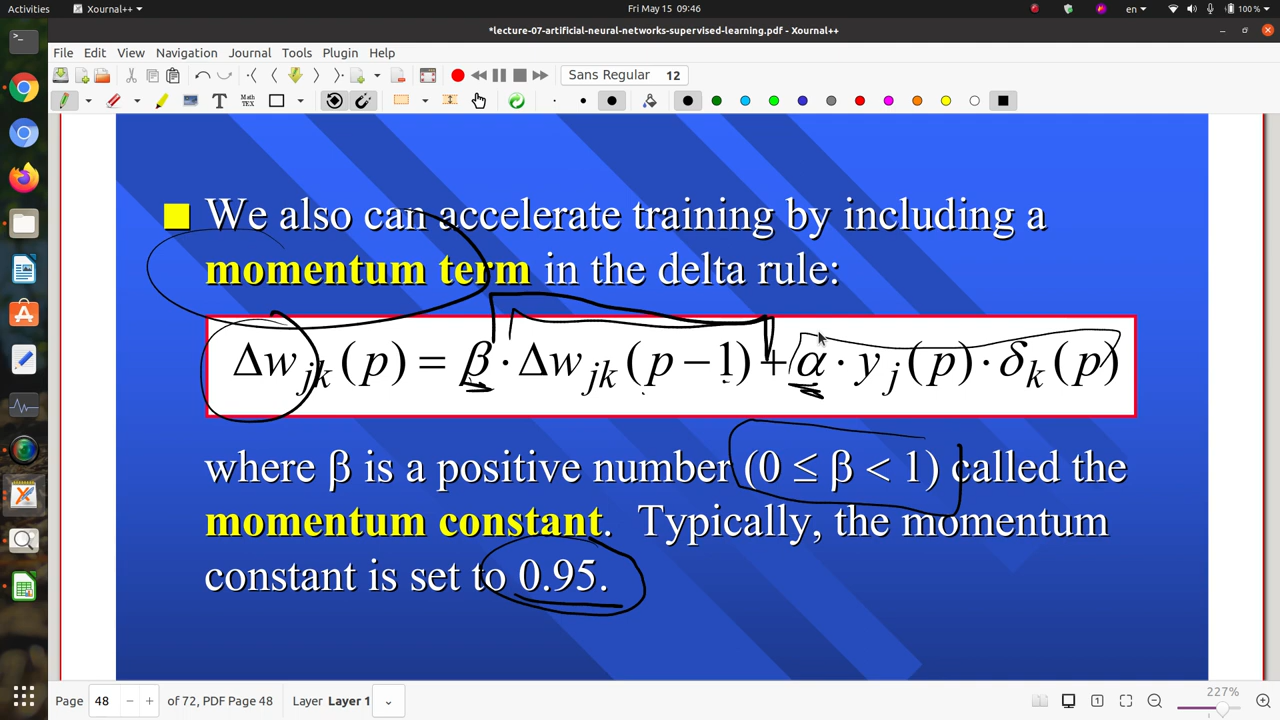 Activities Xournal++ Fri May 15 09:46 en 100 %
*lecture-07-artificial-neural-networks-supervised-learning.pdf - Xournal++
File Edit View Navigation Journal Tools Plugin Help
Sans Regular 12
We also can accelerate training by including a
momentum term in the delta rule:
Δw_jk(p) = β · Δw_jk(p − 1) + α · y_j(p) · δ_k(p)
where β is a positive number (0 ≤ β < 1) called the
momentum constant. Typically, the momentum
constant is set to 0.95.
Page 48 − + of 72, PDF Page 48 Layer Layer 1 227%